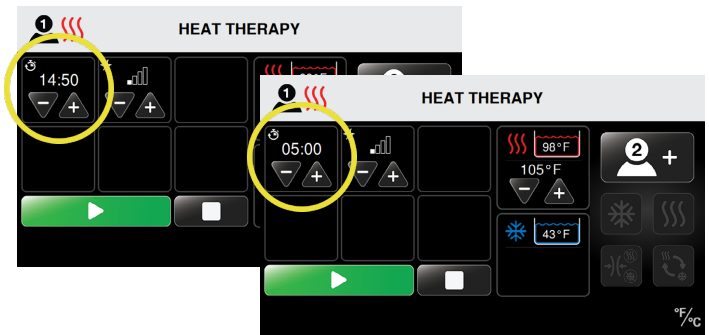 1
HEAT THERAPY
14:50
1
HEAT THERAPY
05:00
98°F
105°F
43°F
2 +
°F/°C